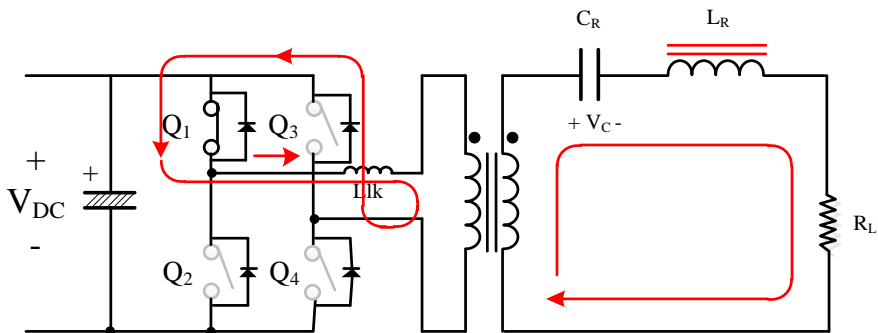 C_R
L_R
+ V_C -
Q_1
Q_3
+
+
V_DC
-
Llk
R_L
Q_2
Q_4